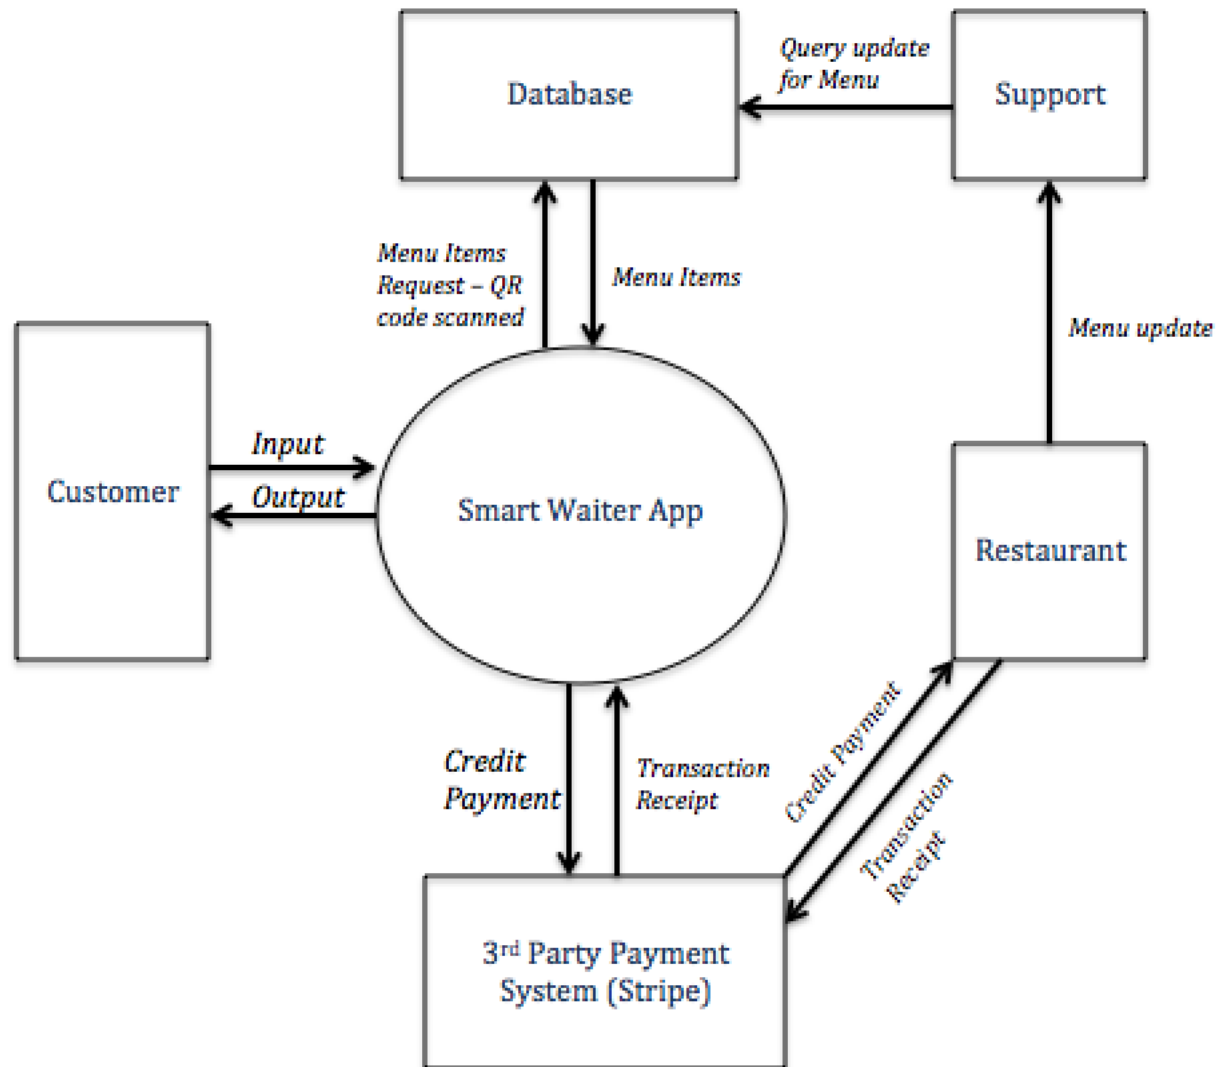 Database
Query update
for Menu
Support
Menu Items
Request – QR
code scanned
Menu Items
Menu update
Customer
Input
Output
Smart Waiter App
Restaurant
Credit
Payment
Transaction
Receipt
Credit Payment
Transaction
Receipt
3rd Party Payment
System (Stripe)